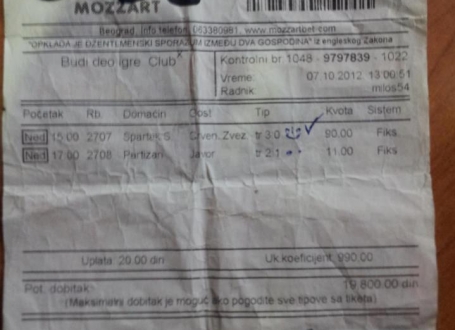 MOZZART
Beograd, info telefon: 063380981, www.mozzartbet.com
"OPKLADA JE DŽENTLMENSKI SPORAZUM IZMEĐU DVA GOSPODINA" iz engleskog Zakona
Budi deo igre Club Kontrolni br 1048 - 9797839 - 1022
Vreme: 07.10.2012 13:00:51
Radnik: milos54
Početak Rb. Domaćin Gost Tip Kvota Sistem
Ned 15:00 2707 Spartak S Crven. Zvez. tr 3 0 90.00 Fiks
Ned 17:00 2708 Partizan Javor tr 2 1 11.00 Fiks
Uplata: 20.00 din Uk.koeficijent: 990.00
Pot. dobitak: 19.800.00 din
(Maksimalni dobitak je moguć ako pogodite sve tipove sa tiketa)